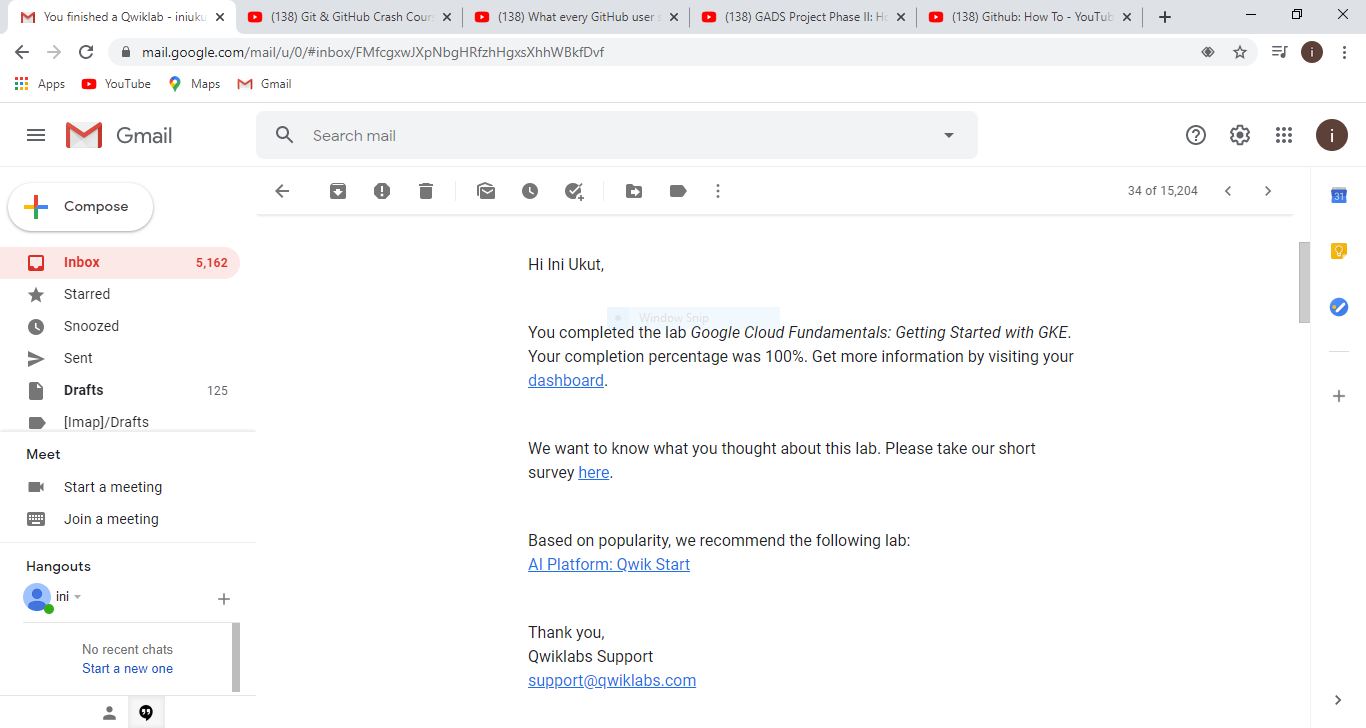 You finished a Qwiklab - iniuku
(138) Git & GitHub Crash Cour
(138) What every GitHub user s
(138) GADS Project Phase II: Ho
(138) Github: How To - YouTub
mail.google.com/mail/u/0/#inbox/FMfcgxwJXpNbgHRfzhHgxsXhhWBkfDvf
i
Apps
YouTube
Maps
Gmail
Gmail
Search mail
i
Compose
34 of 15,204
31
Inbox 5,162
Starred
Snoozed
Sent
Drafts 125
[Imap]/Drafts
Meet
Start a meeting
Join a meeting
Hangouts
ini
No recent chats
Start a new one
Hi Ini Ukut,
Window Snip
You completed the lab Google Cloud Fundamentals: Getting Started with GKE.
Your completion percentage was 100%. Get more information by visiting your
dashboard.
We want to know what you thought about this lab. Please take our short
survey here.
Based on popularity, we recommend the following lab:
AI Platform: Qwik Start
Thank you,
Qwiklabs Support
support@qwiklabs.com